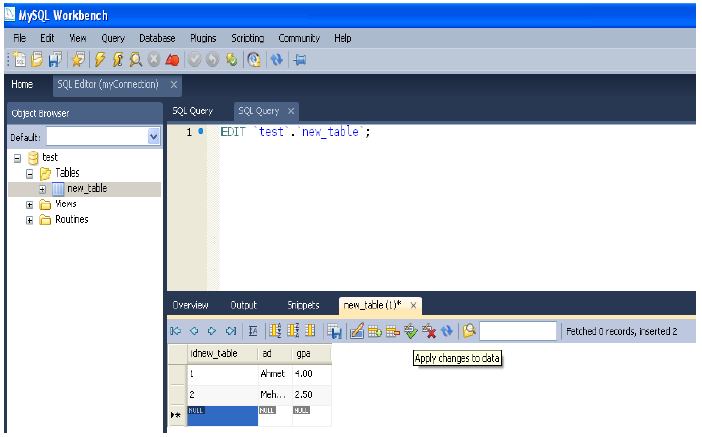 MySQL Workbench
File Edit View Query Database Plugins Scripting Community Help
Home SQL Editor (myConnection)
Object Browser
Default:
test
Tables
new_table
Views
Routines
SQL Query SQL Query
1 EDIT `test`.`new_table`;
Overview Output Snippets new_table (1)*
Fetched 0 records, inserted 2
Apply changes to data
idnew_table ad gpa
1 Ahmet 4.00
2 Meh... 2.50
NULL NULL NULL